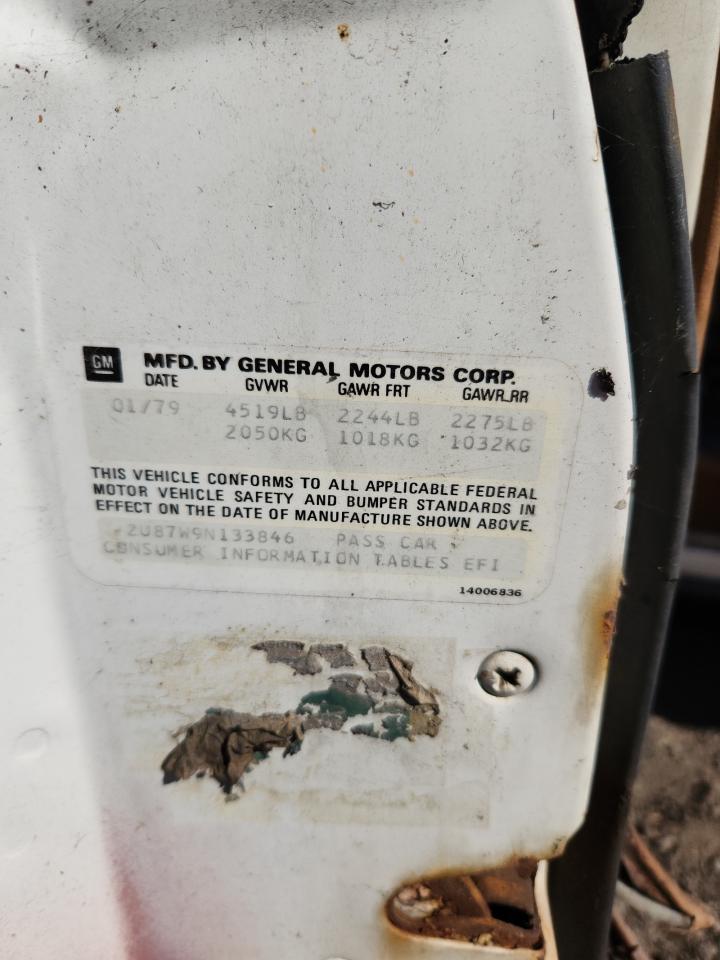 GM MFD. BY GENERAL MOTORS CORP.
DATE GVWR GAWR FRT GAWR RR
01/79 4519LB 2244LB 2275LB
2050KG 1018KG 1032KG
THIS VEHICLE CONFORMS TO ALL APPLICABLE FEDERAL
MOTOR VEHICLE SAFETY AND BUMPER STANDARDS IN
EFFECT ON THE DATE OF MANUFACTURE SHOWN ABOVE.
2U87W9N133846 PASS CAR
CONSUMER INFORMATION TABLES EFI
14006836